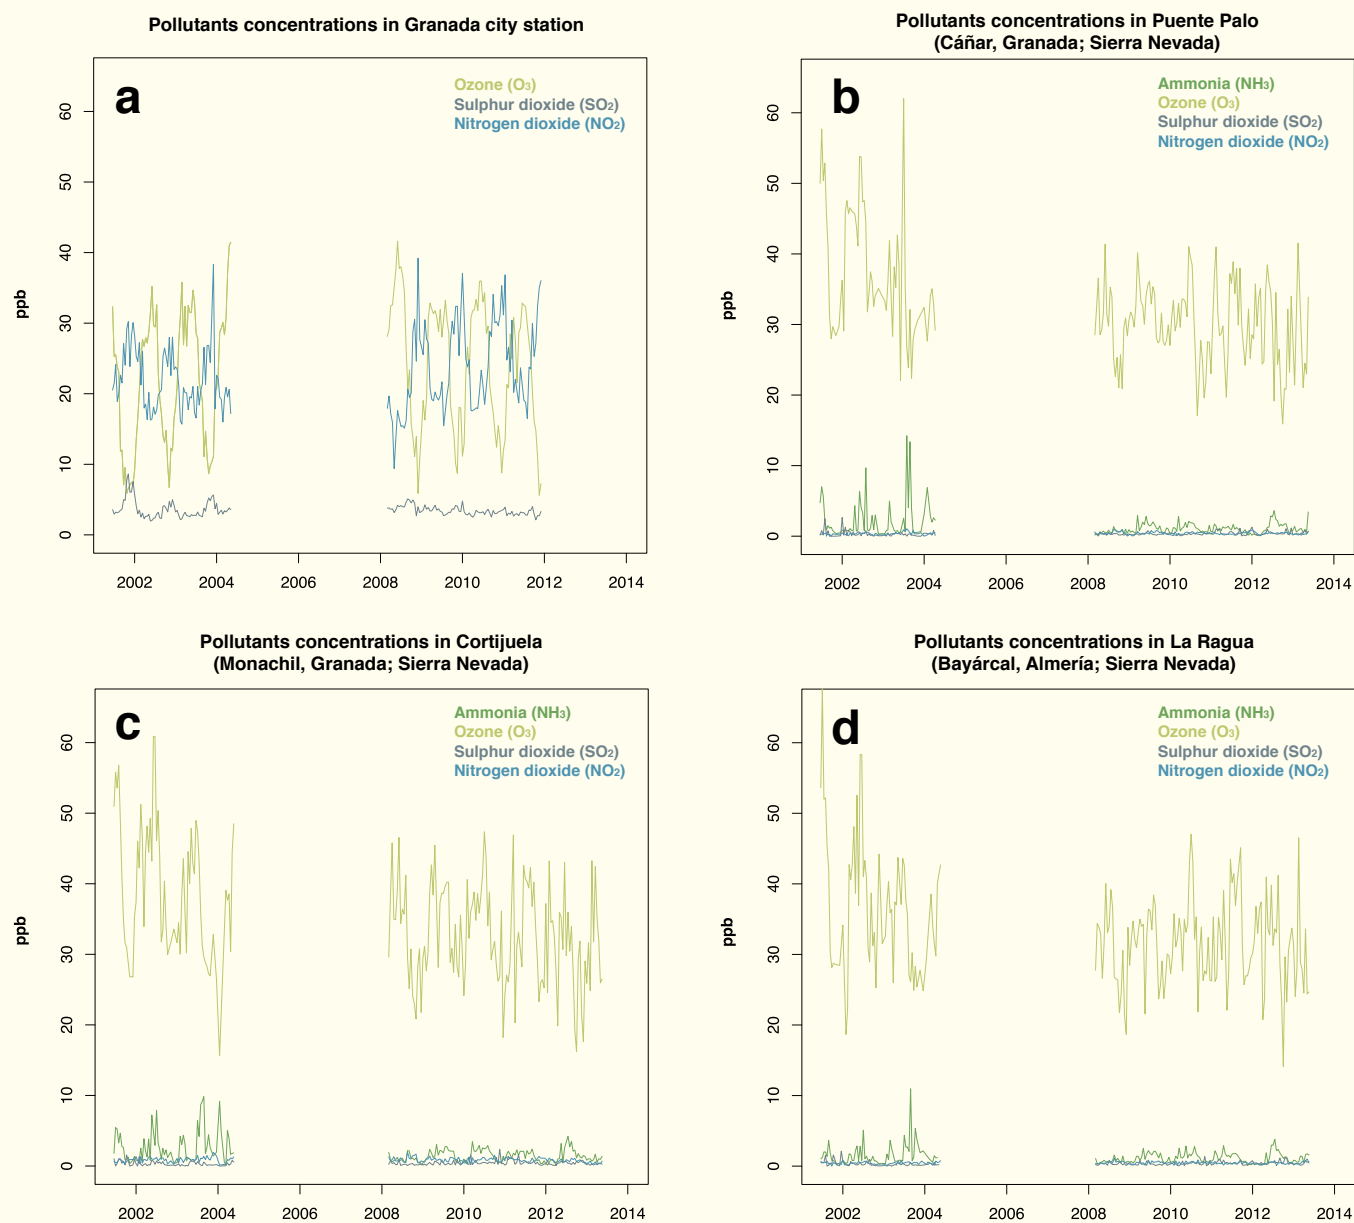 Pollutants concentrations in Granada city station
a
Ozone (O3)
Sulphur dioxide (SO2)
Nitrogen dioxide (NO2)
ppb
60
50
40
30
20
10
0
2002 2004 2006 2008 2010 2012 2014
Pollutants concentrations in Puente Palo
(Cáñar, Granada; Sierra Nevada)
b
Ammonia (NH3)
Ozone (O3)
Sulphur dioxide (SO2)
Nitrogen dioxide (NO2)
ppb
60
50
40
30
20
10
0
2002 2004 2006 2008 2010 2012 2014
Pollutants concentrations in Cortijuela
(Monachil, Granada; Sierra Nevada)
c
Ammonia (NH3)
Ozone (O3)
Sulphur dioxide (SO2)
Nitrogen dioxide (NO2)
ppb
60
50
40
30
20
10
0
2002 2004 2006 2008 2010 2012 2014
Pollutants concentrations in La Ragua
(Bayárcal, Almería; Sierra Nevada)
d
Ammonia (NH3)
Ozone (O3)
Sulphur dioxide (SO2)
Nitrogen dioxide (NO2)
ppb
60
50
40
30
20
10
0
2002 2004 2006 2008 2010 2012 2014